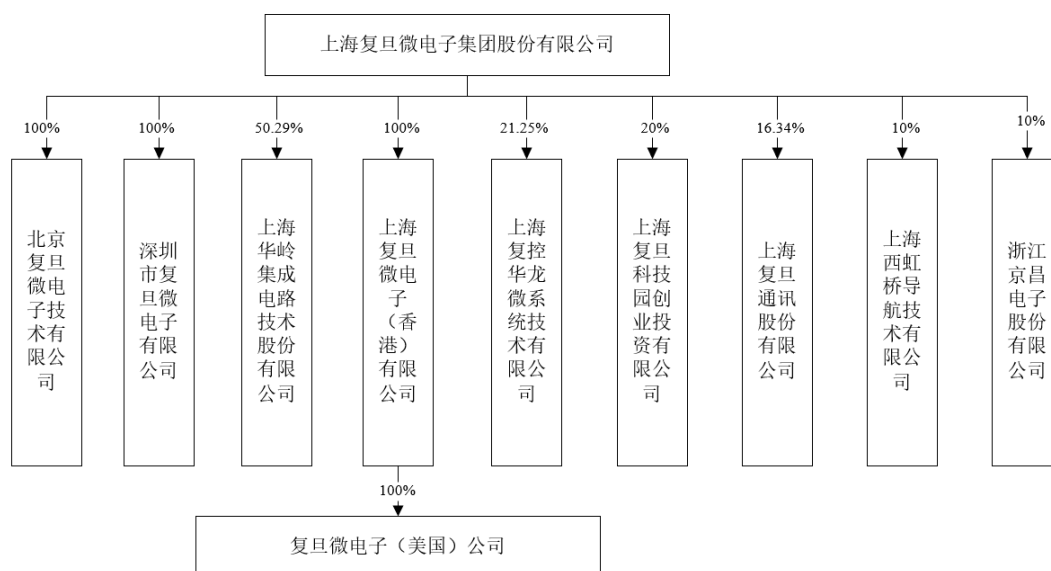 上海复旦微电子集团股份有限公司
100%
100%
50.29%
100%
21.25%
20%
16.34%
10%
10%
北京
复旦
微电
子技
术有
限公
司
深圳
市复
旦微
电子
有限
公司
上海
华岭
集成
电路
技术
股份
有限
公司
上海
复旦
微电
子
（香
港）
有限
公司
上海
复控
华龙
微系
统技
术有
限公
司
上海
复旦
科技
园创
业投
资有
限公
司
上海
复旦
通讯
股份
有限
公司
上海
西虹
桥导
航技
术有
限公
司
浙江
京昌
电子
股份
有限
公司
100%
复旦微电子（美国）公司